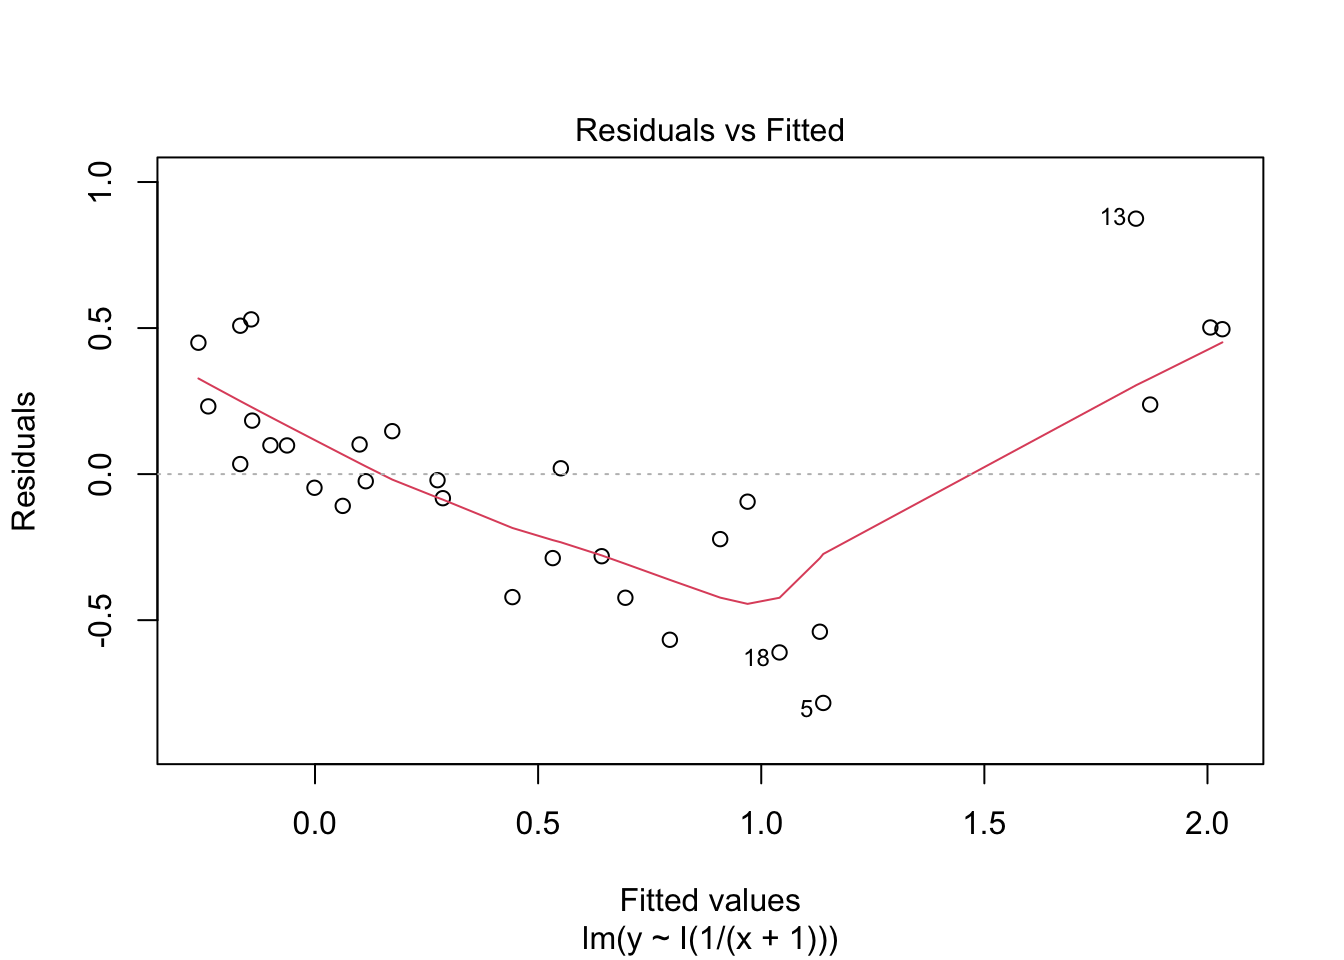 Residuals vs Fitted
1.0
0.5
0.0
-0.5
Residuals
13
18
5
0.0 0.5 1.0 1.5 2.0
Fitted values
lm(y ~ I(1/(x + 1)))